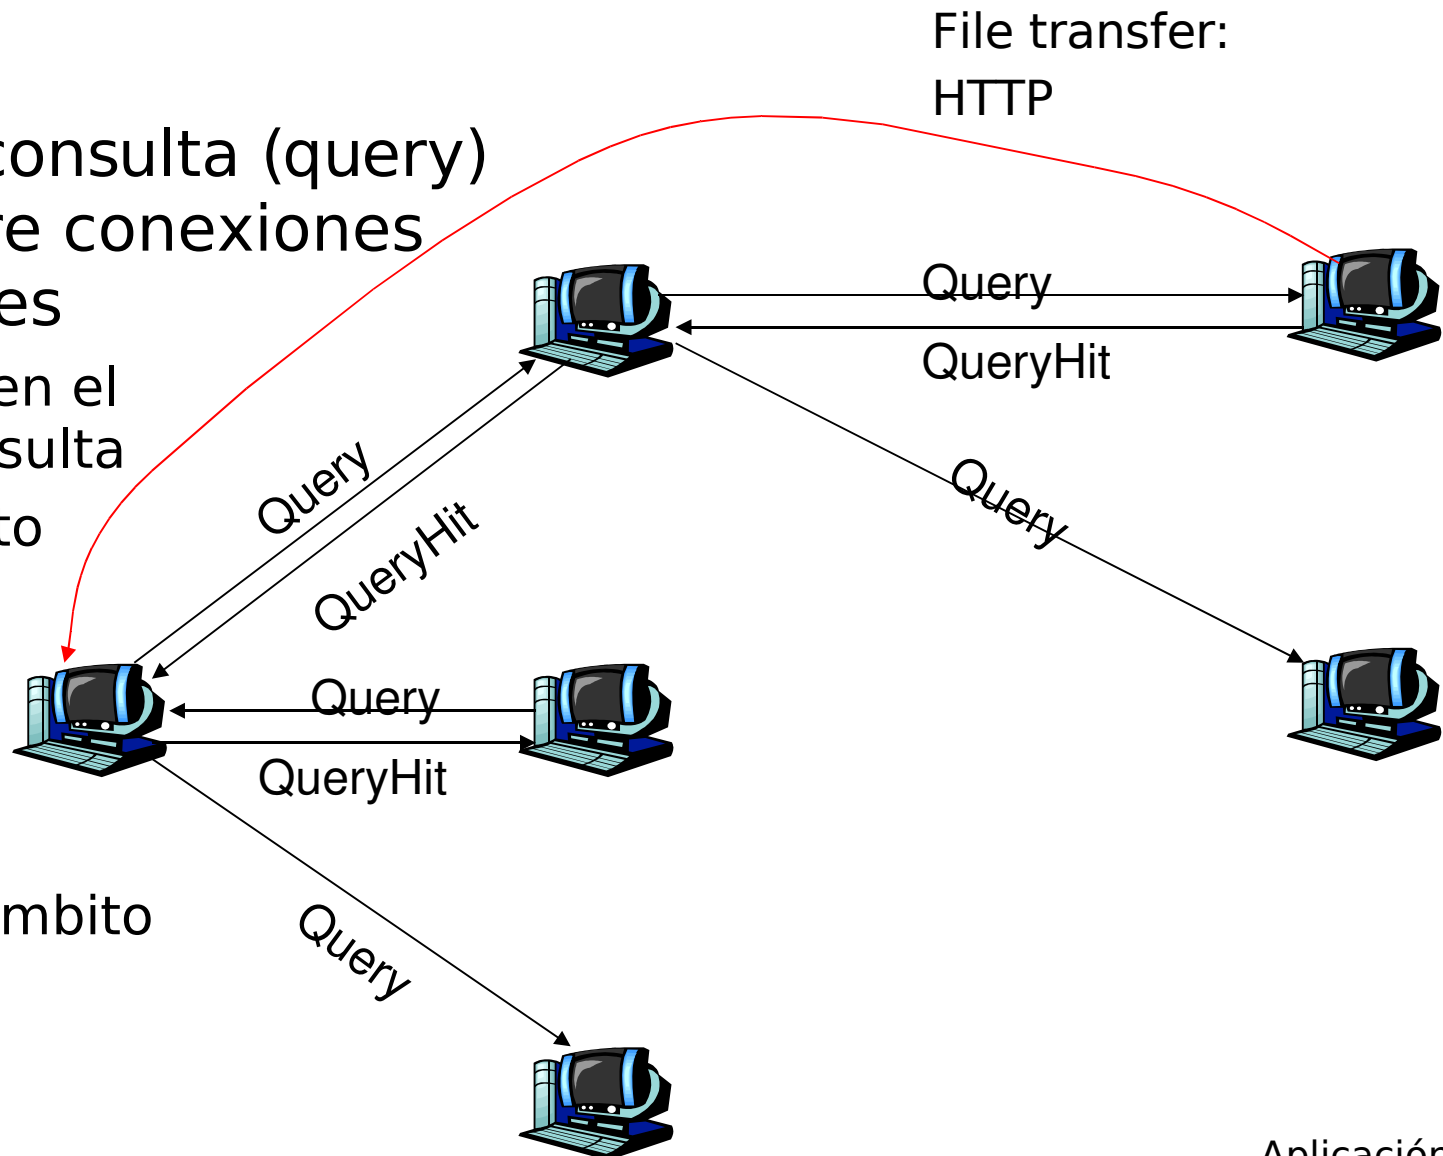 File transfer:
HTTP
consulta (query)
re conexiones
es
en el
sulta
to
mbito
Query
QueryHit
Query
Query
QueryHit
Query
QueryHit
Query
Aplicación